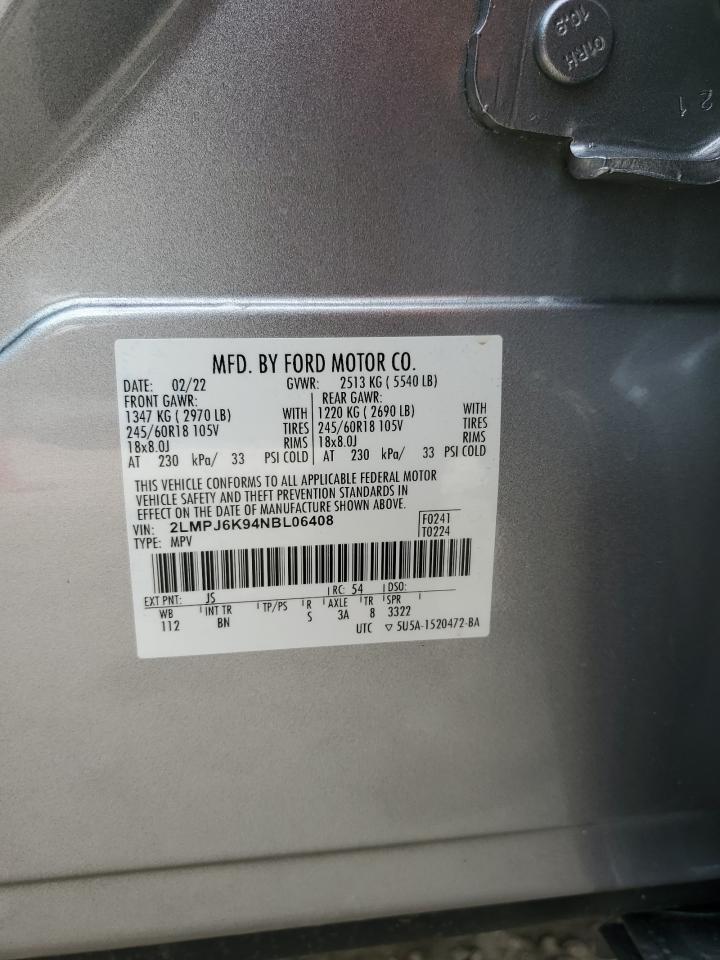 10.9
01RH
2 1
MFD. BY FORD MOTOR CO.
DATE: 02/22 GVWR: 2513 KG ( 5540 LB)
FRONT GAWR: REAR GAWR:
1347 KG ( 2970 LB) WITH 1220 KG ( 2690 LB) WITH
245/60R18 105V TIRES 245/60R18 105V TIRES
18x8.0J RIMS 18x8.0J RIMS
AT 230 kPa/ 33 PSI COLD AT 230 kPa/ 33 PSI COLD
THIS VEHICLE CONFORMS TO ALL APPLICABLE FEDERAL MOTOR
VEHICLE SAFETY AND THEFT PREVENTION STANDARDS IN
EFFECT ON THE DATE OF MANUFACTURE SHOWN ABOVE.
VIN: 2LMPJ6K94NBL06408 F0241
TYPE: MPV T0224
EXT PNT: JS RC: 54 DSO:
WB INT TR TP/PS R AXLE TR SPR
112 BN S 3A 8 3322
UTC ▽ 5U5A-1520472-BA